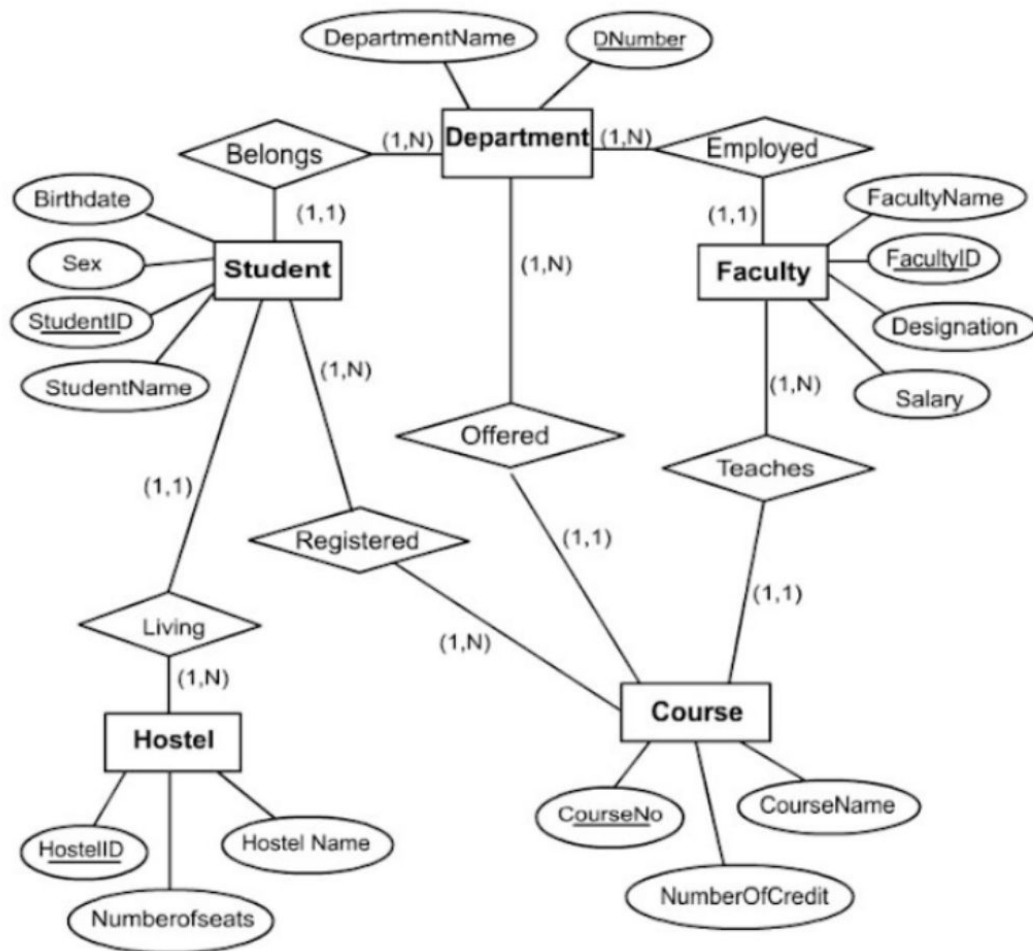 DepartmentName
DNumber
Department
(1,N)
(1,N)
Belongs
Employed
Birthdate
(1,1)
(1,1)
FacultyName
Sex
Student
Faculty
FacultyID
(1,N)
StudentID
Designation
StudentName
(1,N)
(1,N)
Salary
Offered
Teaches
(1,1)
Registered
(1,1)
(1,1)
Living
(1,N)
(1,N)
Hostel
Course
HostelID
Hostel Name
CourseNo
CourseName
Numberofseats
NumberOfCredit